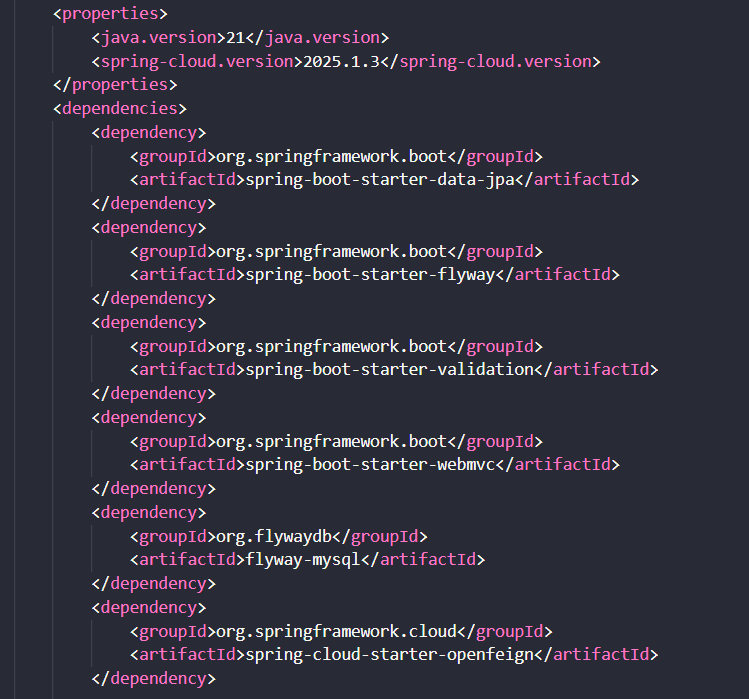 <properties>
<java.version>21</java.version>
<spring-cloud.version>2025.1.3</spring-cloud.version>
</properties>
<dependencies>
<dependency>
<groupId>org.springframework.boot</groupId>
<artifactId>spring-boot-starter-data-jpa</artifactId>
</dependency>
<dependency>
<groupId>org.springframework.boot</groupId>
<artifactId>spring-boot-starter-flyway</artifactId>
</dependency>
<dependency>
<groupId>org.springframework.boot</groupId>
<artifactId>spring-boot-starter-validation</artifactId>
</dependency>
<dependency>
<groupId>org.springframework.boot</groupId>
<artifactId>spring-boot-starter-webmvc</artifactId>
</dependency>
<dependency>
<groupId>org.flywaydb</groupId>
<artifactId>flyway-mysql</artifactId>
</dependency>
<dependency>
<groupId>org.springframework.cloud</groupId>
<artifactId>spring-cloud-starter-openfeign</artifactId>
</dependency>